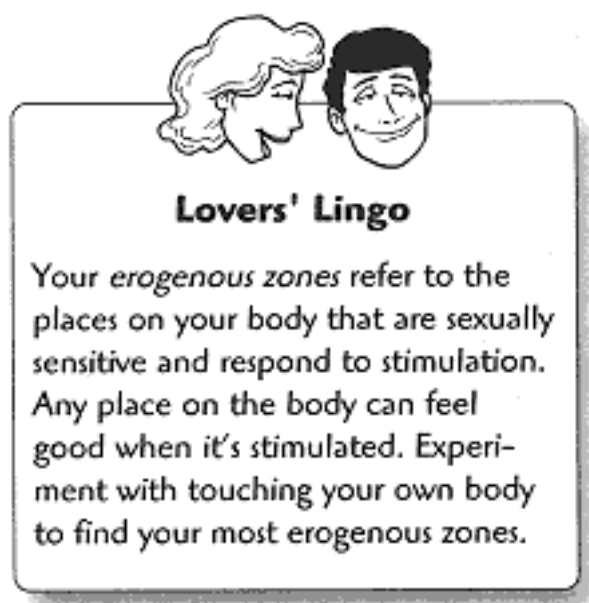 Lovers' Lingo
Your erogenous zones refer to the
places on your body that are sexually
sensitive and respond to stimulation.
Any place on the body can feel
good when it's stimulated. Experi-
ment with touching your own body
to find your most erogenous zones.